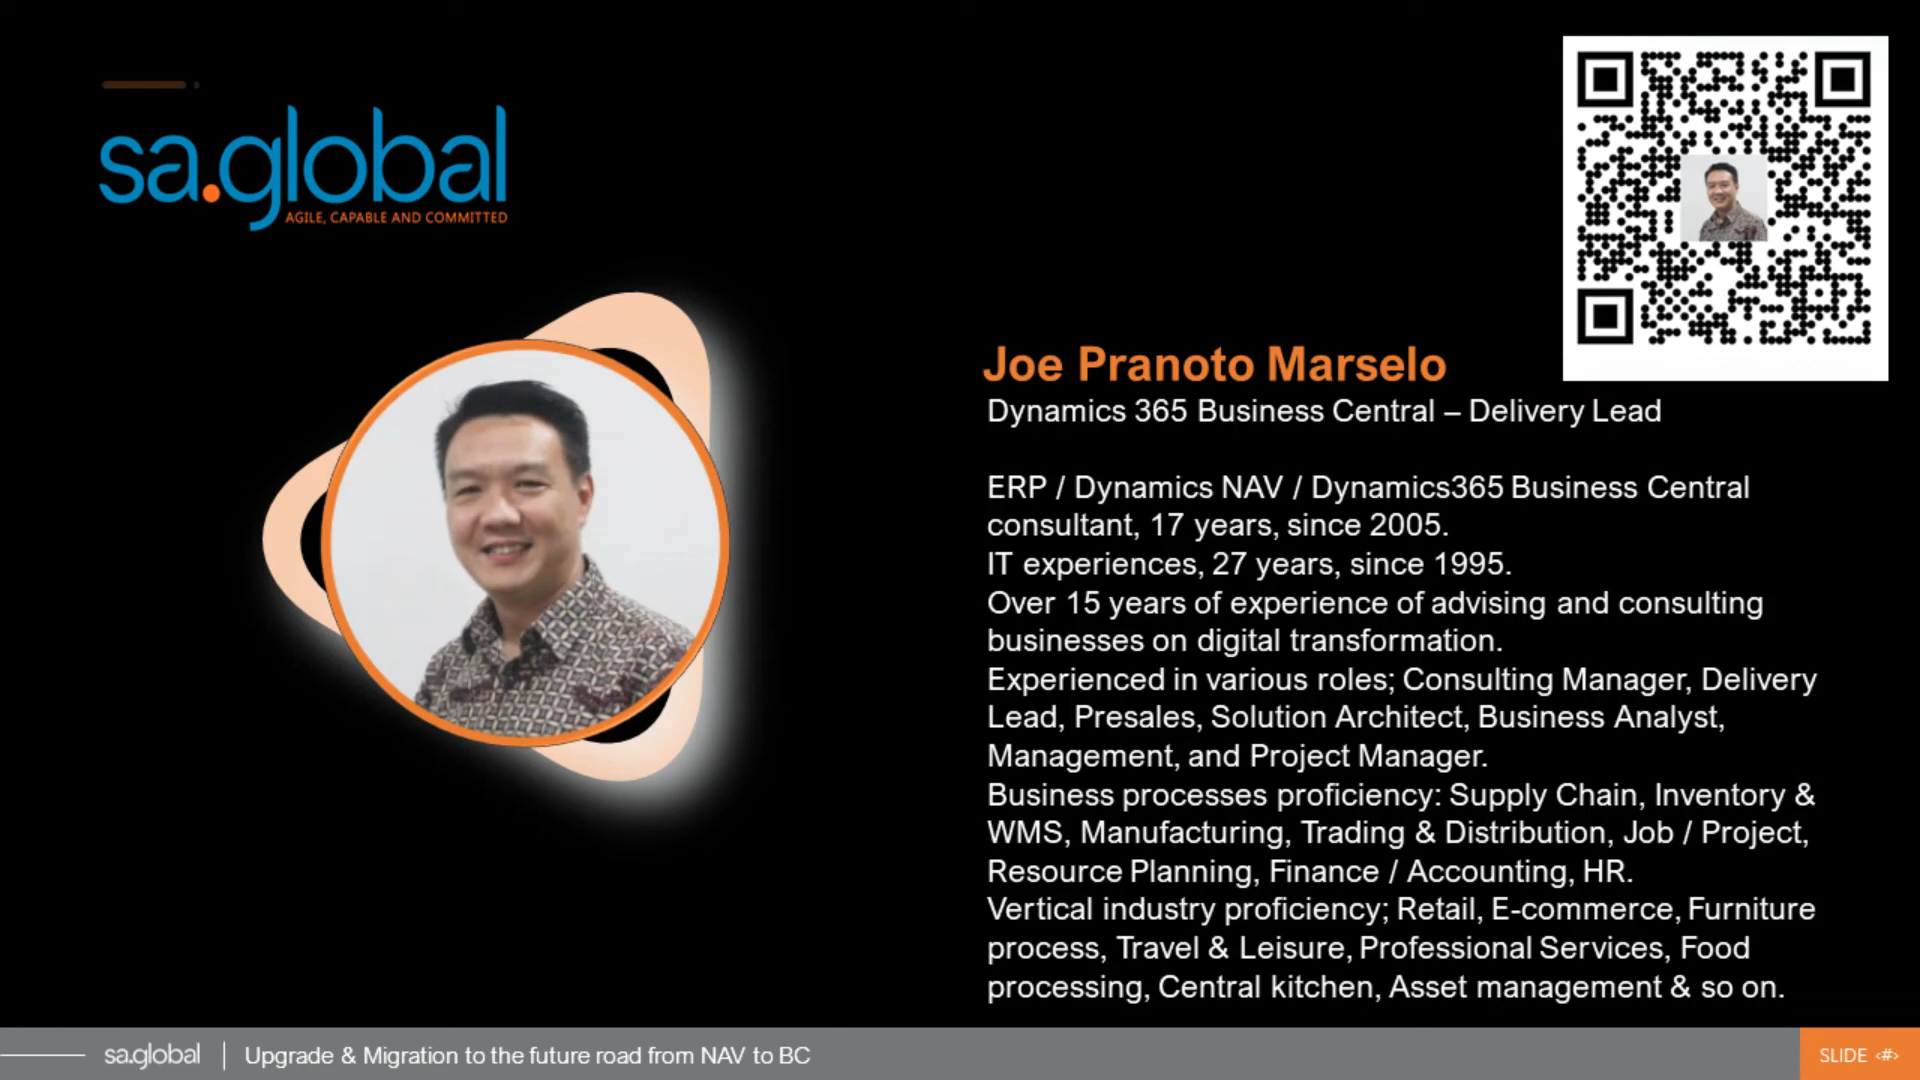 sa.global
AGILE, CAPABLE AND COMMITTED
Joe Pranoto Marselo
Dynamics 365 Business Central – Delivery Lead
ERP / Dynamics NAV / Dynamics365 Business Central
consultant, 17 years, since 2005.
IT experiences, 27 years, since 1995.
Over 15 years of experience of advising and consulting
businesses on digital transformation.
Experienced in various roles; Consulting Manager, Delivery
Lead, Presales, Solution Architect, Business Analyst,
Management, and Project Manager.
Business processes proficiency: Supply Chain, Inventory &
WMS, Manufacturing, Trading & Distribution, Job / Project,
Resource Planning, Finance / Accounting, HR.
Vertical industry proficiency; Retail, E-commerce, Furniture
process, Travel & Leisure, Professional Services, Food
processing, Central kitchen, Asset management & so on.
sa.global
Upgrade & Migration to the future road from NAV to BC
SLIDE ‹#›